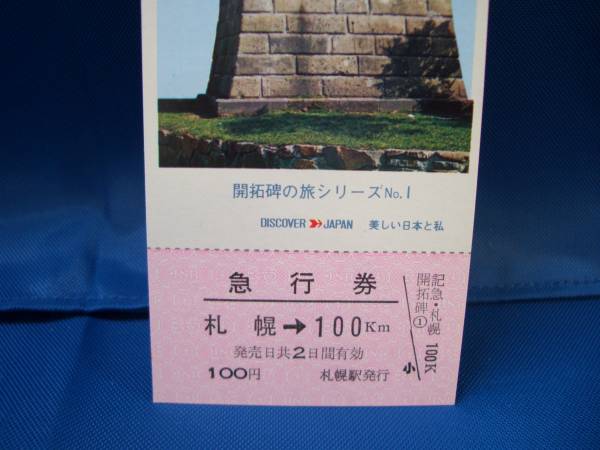 開拓碑の旅シリーズNo.1
DISCOVER JAPAN 美しい日本と私
急行券
札幌→100Km
発売日共2日間有効
100円 札幌駅発行
記急・札幌 100K
開拓碑①
小